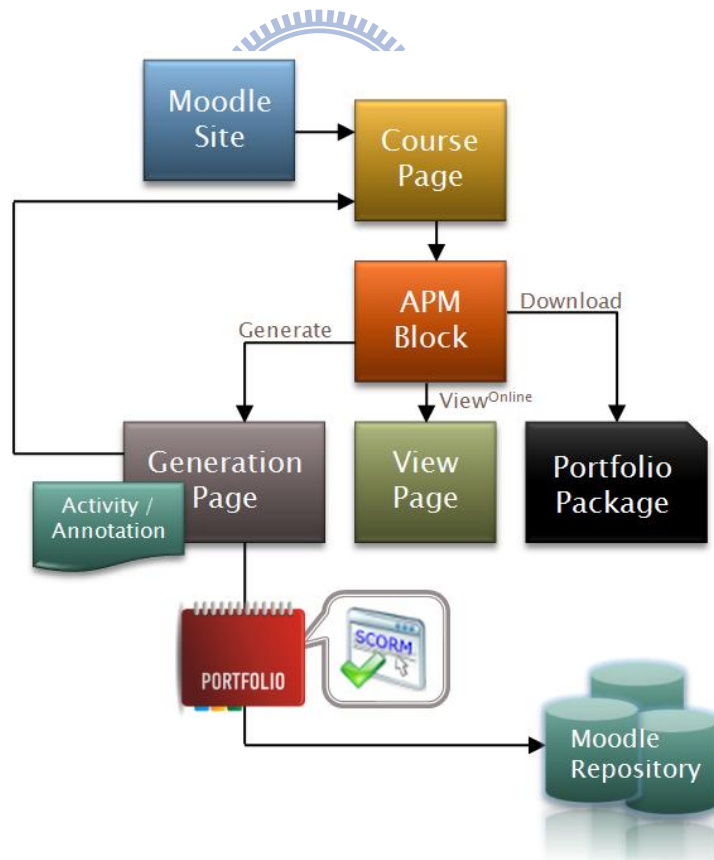 Moodle
Site
Course
Page
APM
Block
Download
Generate
View Online
Generation
Page
View
Page
Portfolio
Package
Activity /
Annotation
SCORM
PORTFOLIO
Moodle
Repository